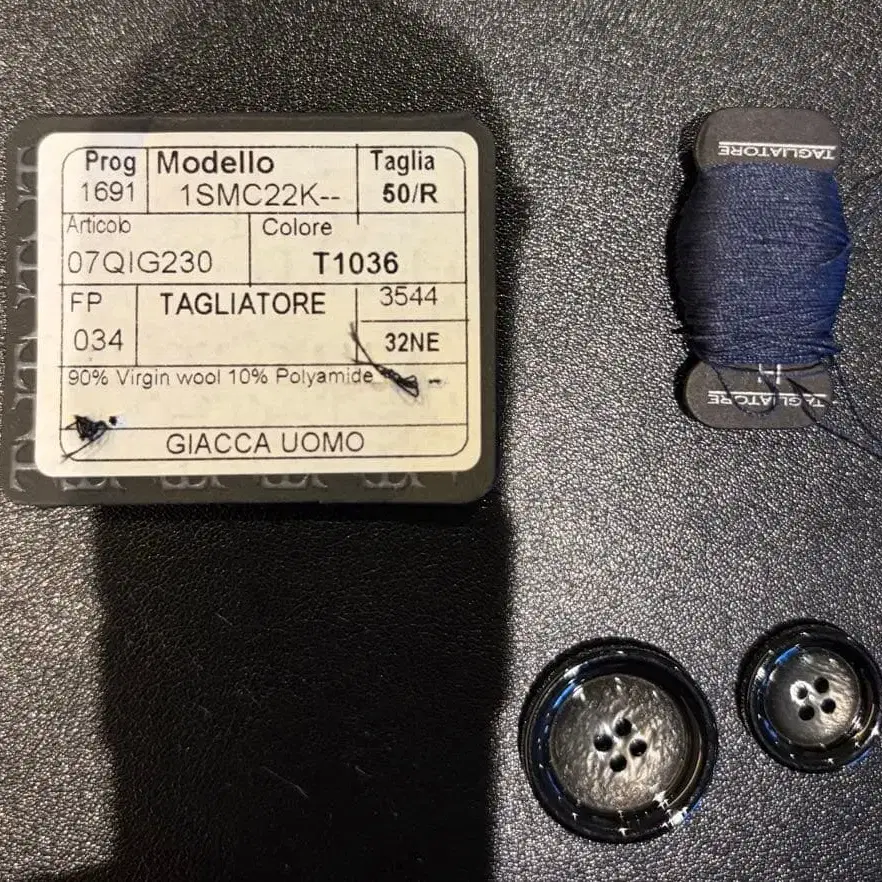 Prog Modello Taglia
1691 1SMC22K-- 50/R
Articolo Colore
07QIG230 T1036
FP TAGLIATORE 3544
034 32NE
90% Virgin wool 10% Polyamide
GIACCA UOMO
TAGLIATORE
TAGLIATORE